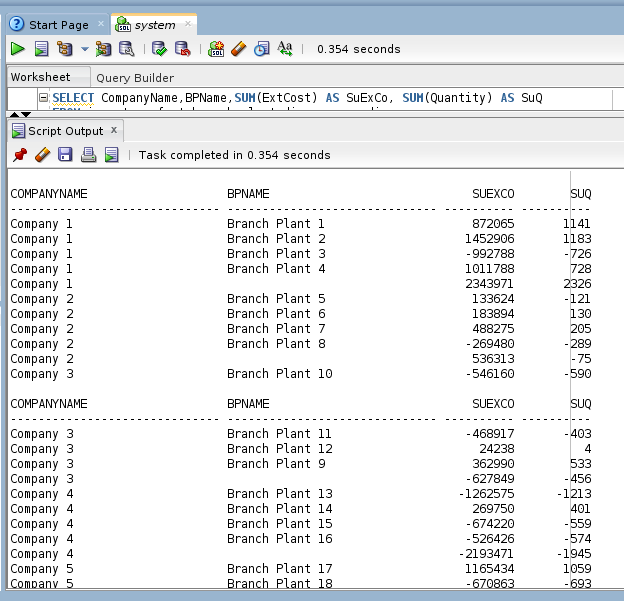 Start Page
system
0.354 seconds
Worksheet Query Builder
SELECT CompanyName,BPName,SUM(ExtCost) AS SuExCo, SUM(Quantity) AS SuQ
Script Output x
Task completed in 0.354 seconds
COMPANYNAME BPNAME SUEXCO SUQ
------------------------------ ------------------------------ ---------- ----------
Company 1 Branch Plant 1 872065 1141
Company 1 Branch Plant 2 1452906 1183
Company 1 Branch Plant 3 -992788 -726
Company 1 Branch Plant 4 1011788 728
Company 1 2343971 2326
Company 2 Branch Plant 5 133624 -121
Company 2 Branch Plant 6 183894 130
Company 2 Branch Plant 7 488275 205
Company 2 Branch Plant 8 -269480 -289
Company 2 536313 -75
Company 3 Branch Plant 10 -546160 -590
COMPANYNAME BPNAME SUEXCO SUQ
------------------------------ ------------------------------ ---------- ----------
Company 3 Branch Plant 11 -468917 -403
Company 3 Branch Plant 12 24238 4
Company 3 Branch Plant 9 362990 533
Company 3 -627849 -456
Company 4 Branch Plant 13 -1262575 -1213
Company 4 Branch Plant 14 269750 401
Company 4 Branch Plant 15 -674220 -559
Company 4 Branch Plant 16 -526426 -574
Company 4 -2193471 -1945
Company 5 Branch Plant 17 1165434 1059
Company 5 Branch Plant 18 -670863 -693